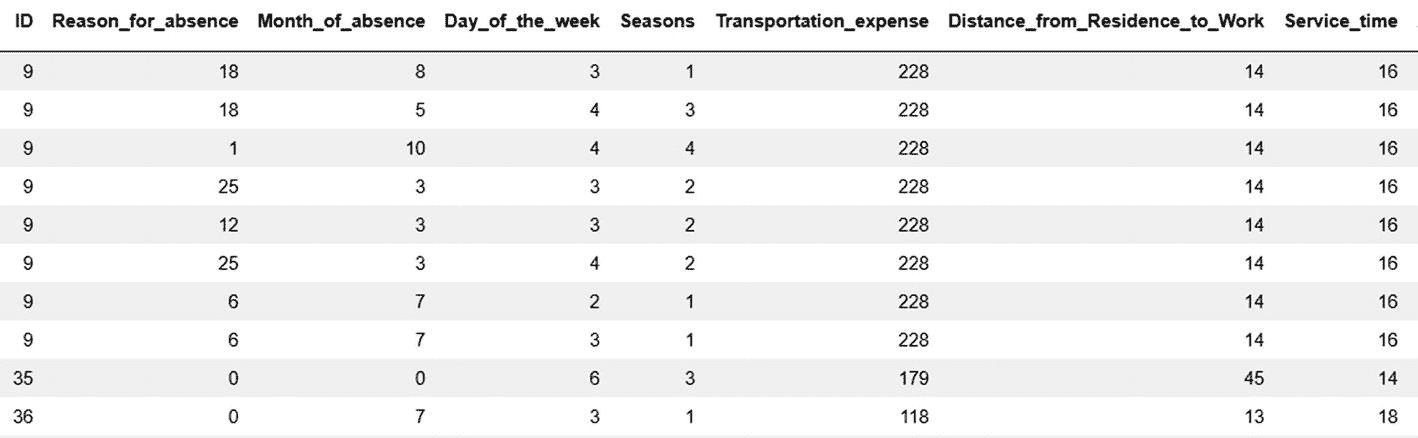 ID Reason_for_absence Month_of_absence Day_of_the_week Seasons Transportation_expense Distance_from_Residence_to_Work Service_time
9 18 8 3 1 228 14 16
9 18 5 4 3 228 14 16
9 1 10 4 4 228 14 16
9 25 3 3 2 228 14 16
9 12 3 3 2 228 14 16
9 25 3 4 2 228 14 16
9 6 7 2 1 228 14 16
9 6 7 3 1 228 14 16
35 0 0 6 3 179 45 14
36 0 7 3 1 118 13 18